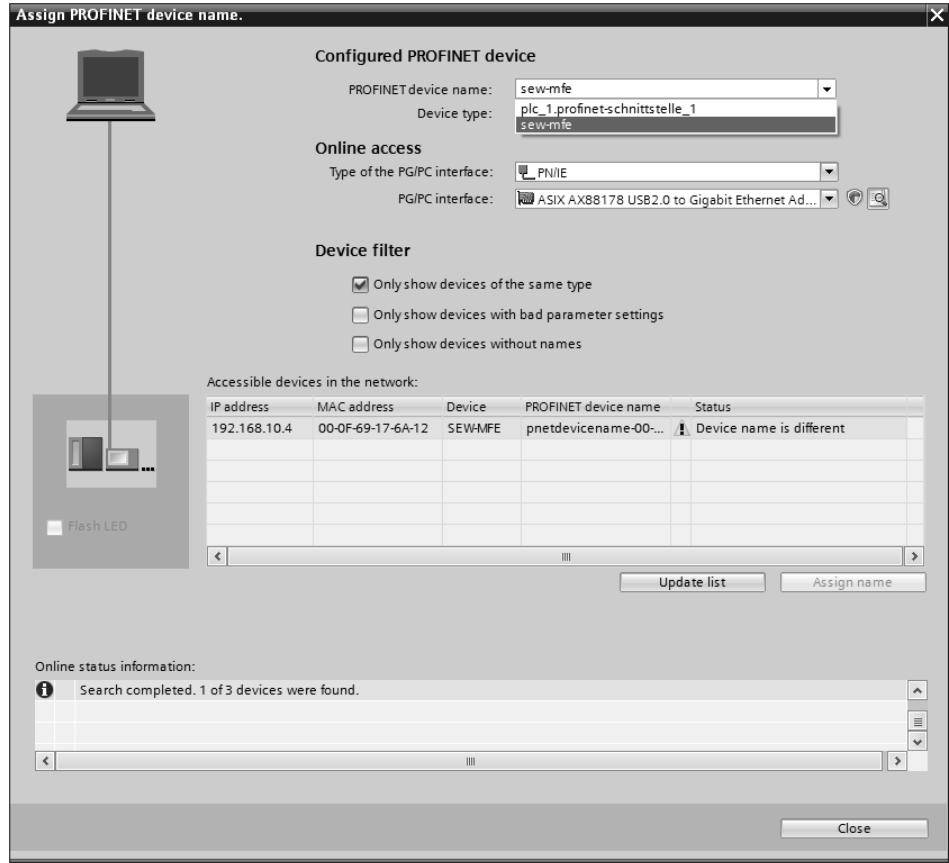 Assign PROFINET device name.
Configured PROFINET device
PROFINET device name: sew-mfe
plc_1.profinet-schnittstelle_1
Device type:
sew-mfe
Online access
Type of the PG/PC interface: PN/IE
PG/PC interface: ASIX AX88178 USB2.0 to Gigabit Ethernet Ad...
Device filter
Only show devices of the same type
Only show devices with bad parameter settings
Only show devices without names
Accessible devices in the network:
IP address MAC address Device PROFINET device name Status
192.168.10.4 00-0F-69-17-6A-12 SEW-MFE pnetdevicename-00-... Device name is different
Flash LED
Update list Assign name
Online status information:
Search completed. 1 of 3 devices were found.
Close